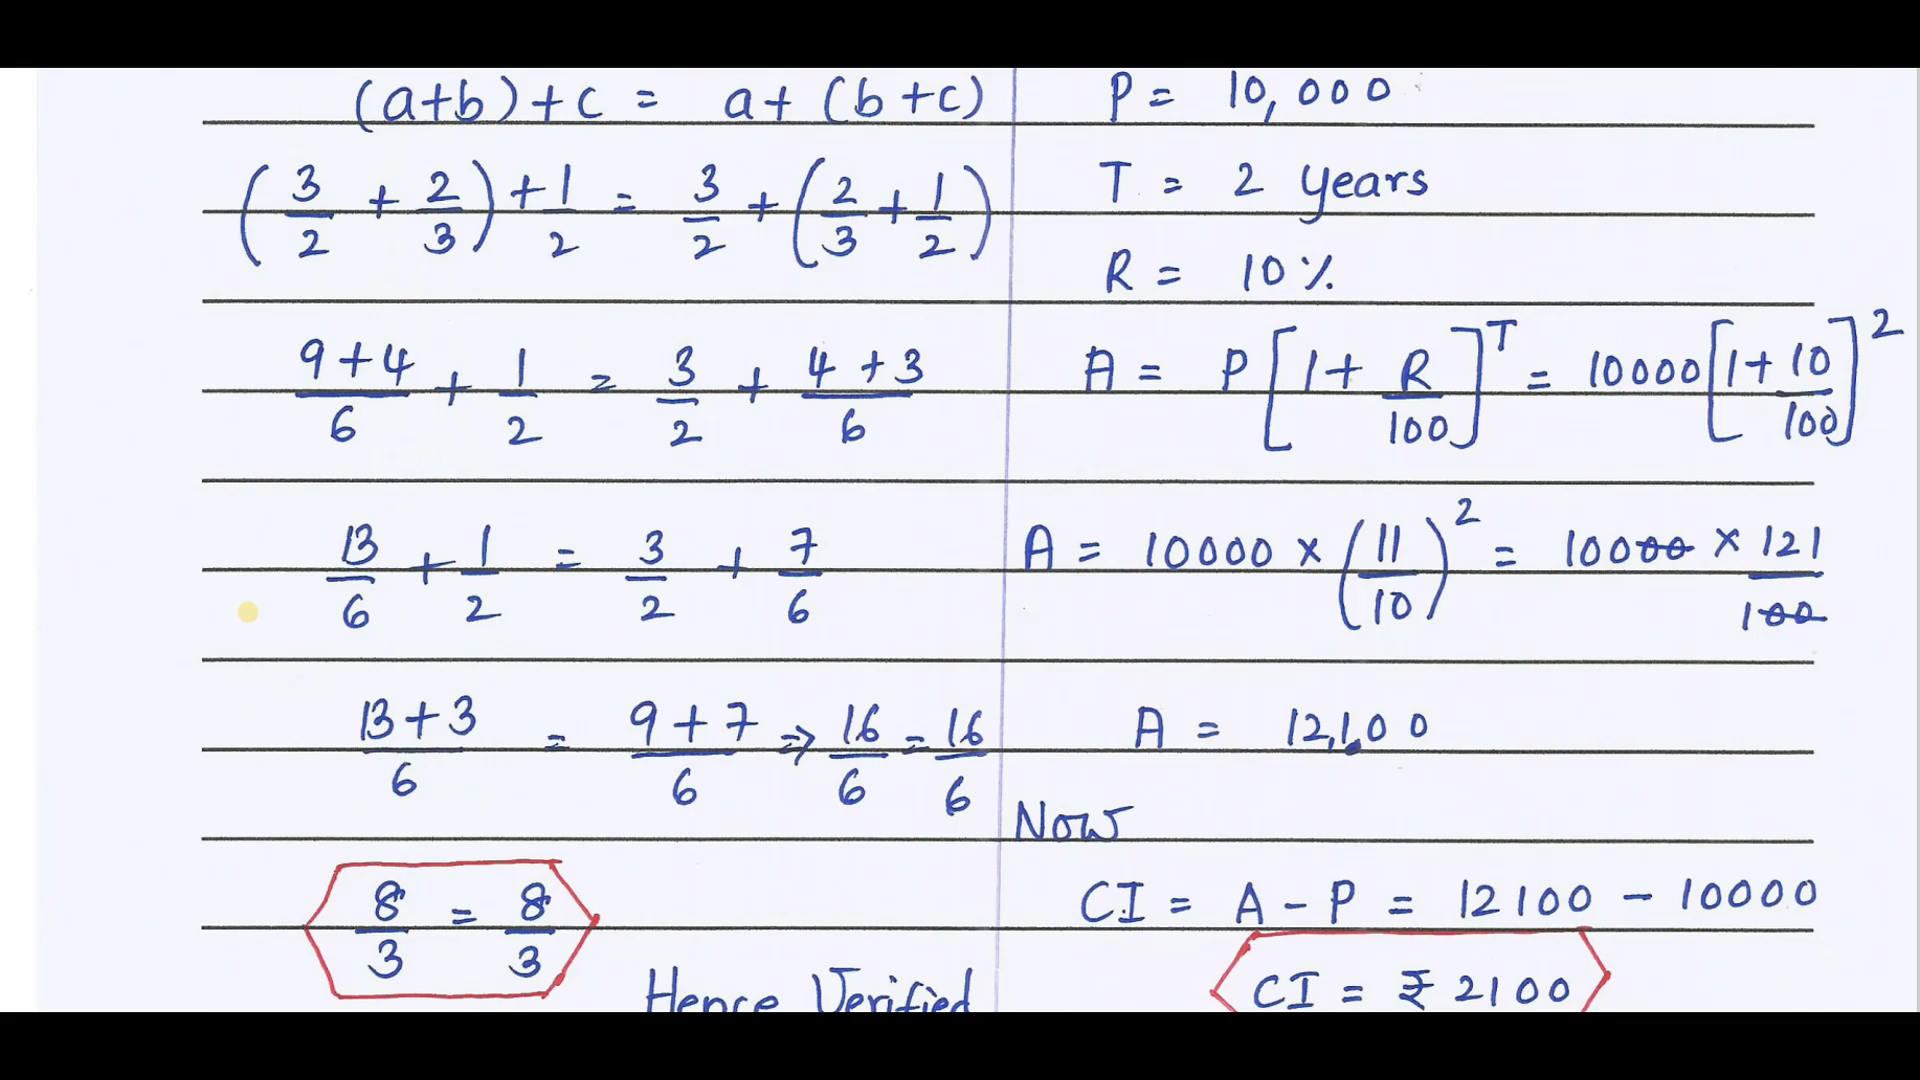 (a+b)+c = a+(b+c)
(3/2 + 2/3) + 1/2 = 3/2 + (2/3 + 1/2)
9+4/6 + 1/2 = 3/2 + 4+3/6
13/6 + 1/2 = 3/2 + 7/6
13+3/6 = 9+7/6 ⇒ 16/6 = 16/6
8/3 = 8/3
Hence Verified
P = 10,000
T = 2 years
R = 10%
A = P[1+ R/100]^T = 10000[1+ 10/100]^2
A = 10000 × (11/10)^2 = 10000 × 121/100
A = 12,100
Now
CI = A - P = 12100 - 10000
CI = ₹ 2100